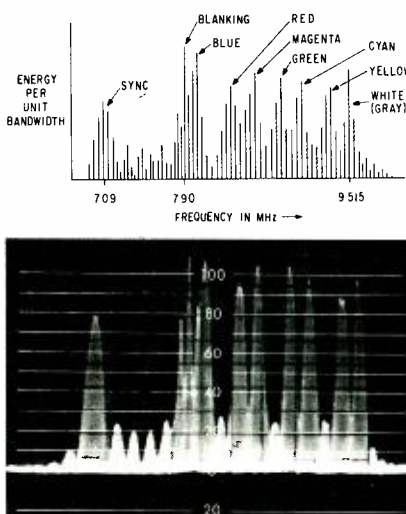 BLANKING
RED
BLUE
MAGENTA
GREEN
CYAN
YELLOW
WHITE
(GRAY)
SYNC
ENERGY
PER
UNIT
BANDWIDTH
709
790
9 515
FREQUENCY IN MHz
100
80
60
40
20
0
20